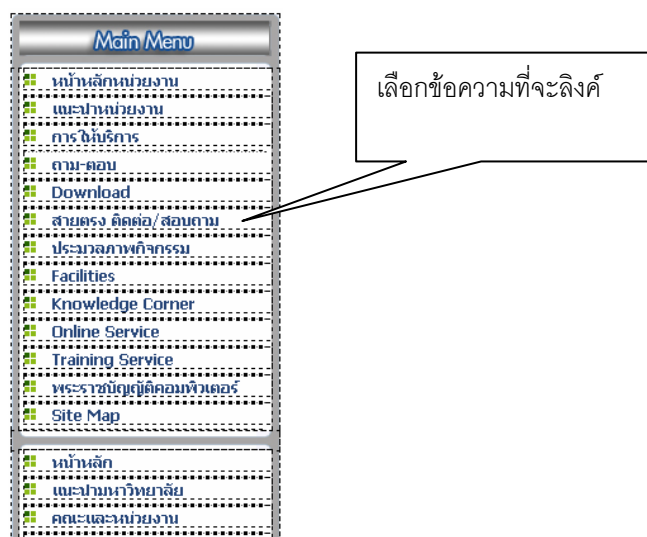 Main Menu
หน้าหลักหน่วยงาน
แนะนำหน่วยงาน
การให้บริการ
ถาม-ตอบ
Download
สายตรง ติดต่อ/สอบถาม
ประมวลภาพกิจกรรม
Facilities
Knowledge Corner
Online Service
Training Service
พระราชบัญญัติคอมพิวเตอร์
Site Map
หน้าหลัก
แนะนำมหาวิทยาลัย
คณะและหน่วยงาน
เลือกข้อความที่จะลิงค์